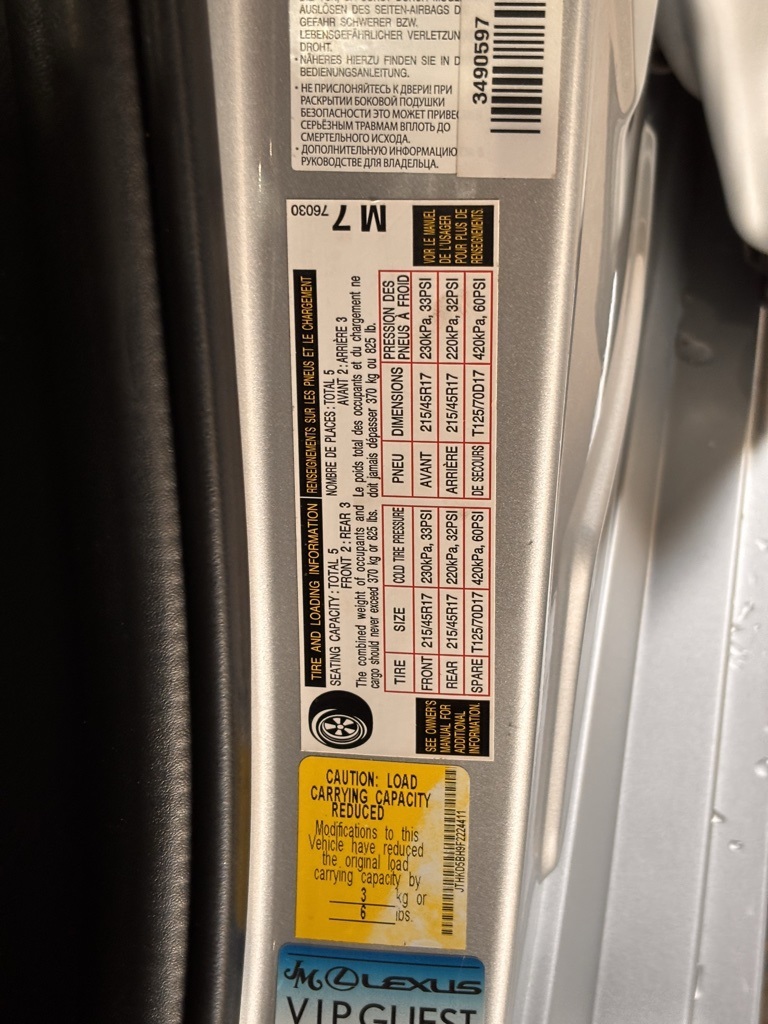 AUSLÖSEN DES SEITEN-AIRBAGS D
GEFAHR SCHWERER BZW.
LEBENSGEFÄHRLICHER VERLETZUN
DROHT.
• NÄHERES HIERZU FINDEN SIE IN D
BEDIENUNGSANLEITUNG.
• НЕ ПРИСЛОНЯЙТЕСЬ К ДВЕРИ! ПРИ
РАСКРЫТИИ БОКОВОЙ ПОДУШКИ
БЕЗОПАСНОСТИ ЭТО МОЖЕТ ПРИВЕ
СЕРЬЁЗНЫМ ТРАВМАМ ВПЛОТЬ ДО
СМЕРТЕЛЬНОГО ИСХОДА.
• ДОПОЛНИТЕЛЬНУЮ ИНФОРМАЦИЮ
РУКОВОДСТВЕ ДЛЯ ВЛАДЕЛЬЦА.
3490597
76030
M 7
TIRE AND LOADING INFORMATION
SEATING CAPACITY: TOTAL 5
FRONT 2: REAR 3
The combined weight of occupants and
cargo should never exceed 370 kg or 825 lbs.
TIRE SIZE COLD TIRE PRESSURE
FRONT 215/45R17 230kPa, 33PSI
REAR 215/45R17 220kPa, 32PSI
SPARE T125/70D17 420kPa, 60PSI
SEE OWNER'S
MANUAL FOR
ADDITIONAL
INFORMATION.
RENSEIGNEMENTS SUR LES PNEUS ET LE CHARGEMENT
NOMBRE DE PLACES: TOTAL 5
AVANT 2: ARRIÈRE 3
Le poids total des occupants et du chargement ne
doit jamais dépasser 370 kg ou 825 lb.
PNEU DIMENSIONS PRESSION DES
PNEUS À FROID
AVANT 215/45R17 230kPa, 33PSI
ARRIÈRE 215/45R17 220kPa, 32PSI
DE SECOURS T125/70D17 420kPa, 60PSI
VOIR LE MANUEL
DE L'USAGER
POUR PLUS DE
RENSEIGNEMENTS.
CAUTION: LOAD
CARRYING CAPACITY
REDUCED
Modifications to this
Vehicle have reduced
the original load
carrying capacity by
3 kg or
6 lbs.
JTHKD5BH9F2224411
JM LEXUS
VIP GUEST